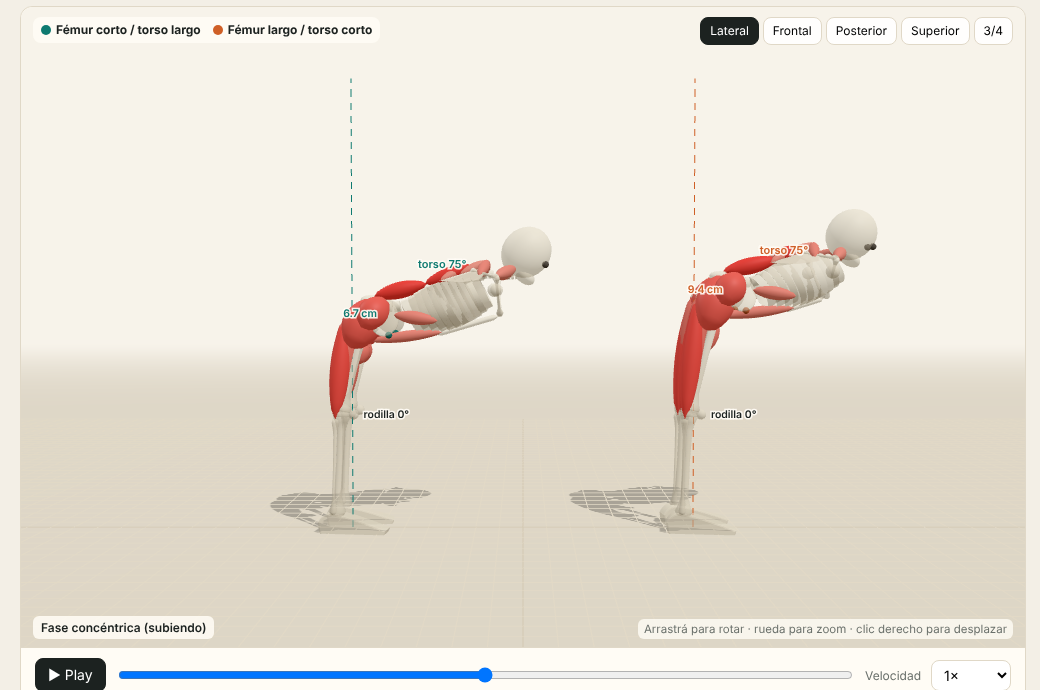 Fémur corto / torso largo
Fémur largo / torso corto
Lateral
Frontal
Posterior
Superior
3/4
torso 75°
torso 75°
6.7 cm
9.4 cm
rodilla 0°
rodilla 0°
Fase concéntrica (subiendo)
Arrastrá para rotar · rueda para zoom · clic derecho para desplazar
▶ Play
Velocidad
1×